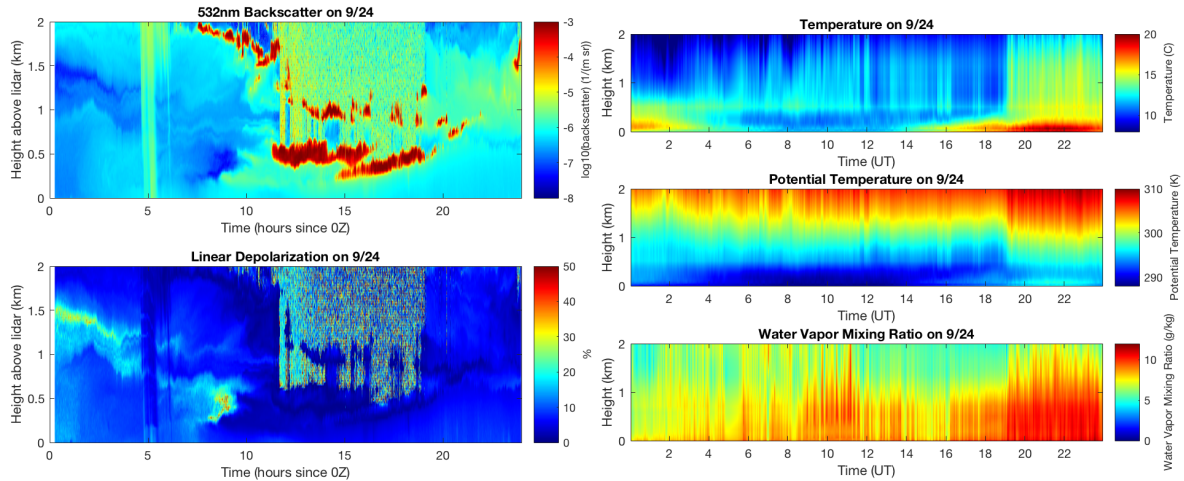 532nm Backscatter on 9/24
Height above lidar (km)
2
1.5
1
0.5
0
0 5 10 15 20
Time (hours since 0Z)
-3
-4
-5
-6
-7
-8
log10(backscatter) (1/(m sr))
Linear Depolarization on 9/24
Height above lidar (km)
2
1.5
1
0.5
0
0 5 10 15 20
Time (hours since 0Z)
50
40
30
20
10
0
%
Temperature on 9/24
Height (km)
2
1
0
2 4 6 8 10 12 14 16 18 20 22
Time (UT)
20
15
10
Temperature (C)
Potential Temperature on 9/24
Height (km)
2
1
0
2 4 6 8 10 12 14 16 18 20 22
Time (UT)
310
300
290
Potential Temperature (K)
Water Vapor Mixing Ratio on 9/24
Height (km)
2
1
0
2 4 6 8 10 12 14 16 18 20 22
Time (UT)
10
5
0
Water Vapor Mixing Ratio (g/kg)